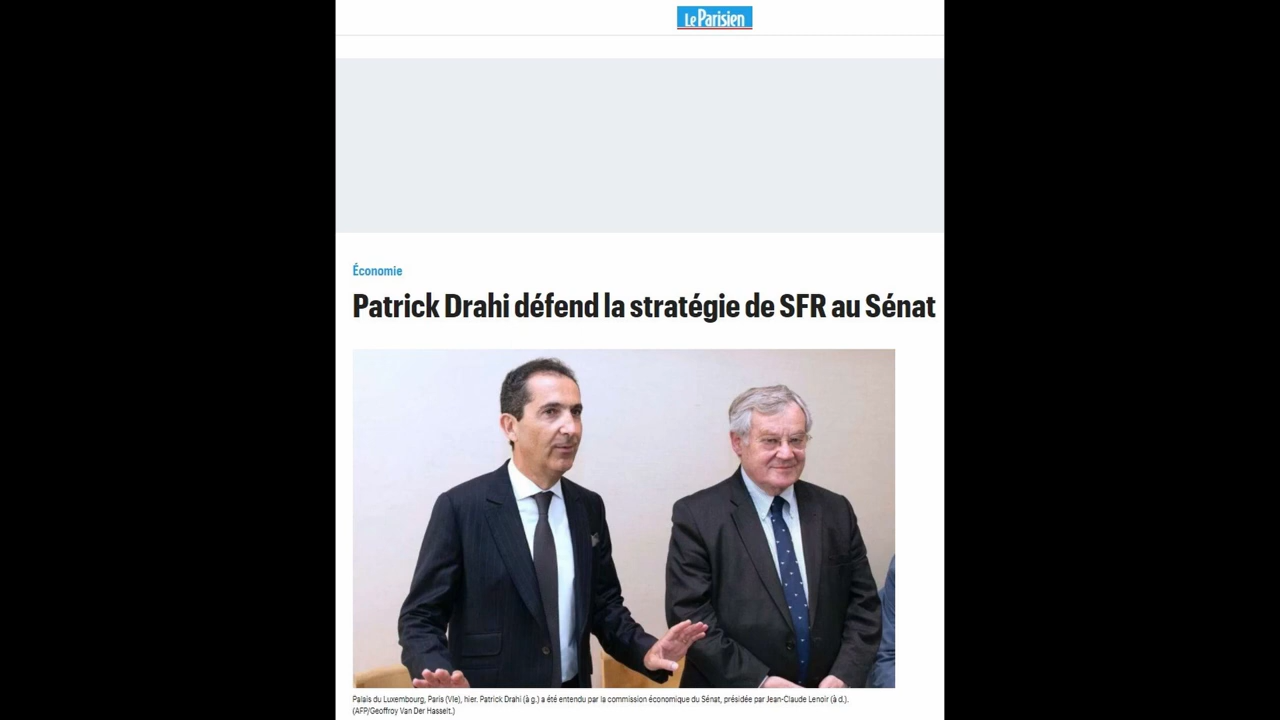 Le Parisien
Économie
Patrick Drahi défend la stratégie de SFR au Sénat
Palais du Luxembourg, Paris (VIe), hier. Patrick Drahi (à g.) a été entendu par la commission économique du Sénat, présidée par Jean-Claude Lenoir (à d.).
(AFP/Geoffroy Van Der Hasselt.)